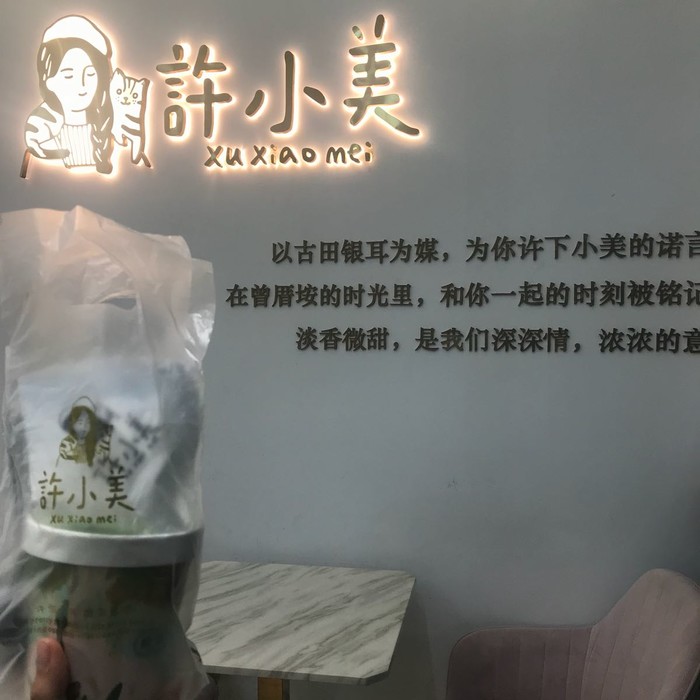 許小美
xu xiao mei
以古田银耳为媒，为你许下小美的诺言
在曾厝垵的时光里，和你一起的时刻被铭记
淡香微甜，是我们深深情，浓浓的意
許小美
xu xiao mei